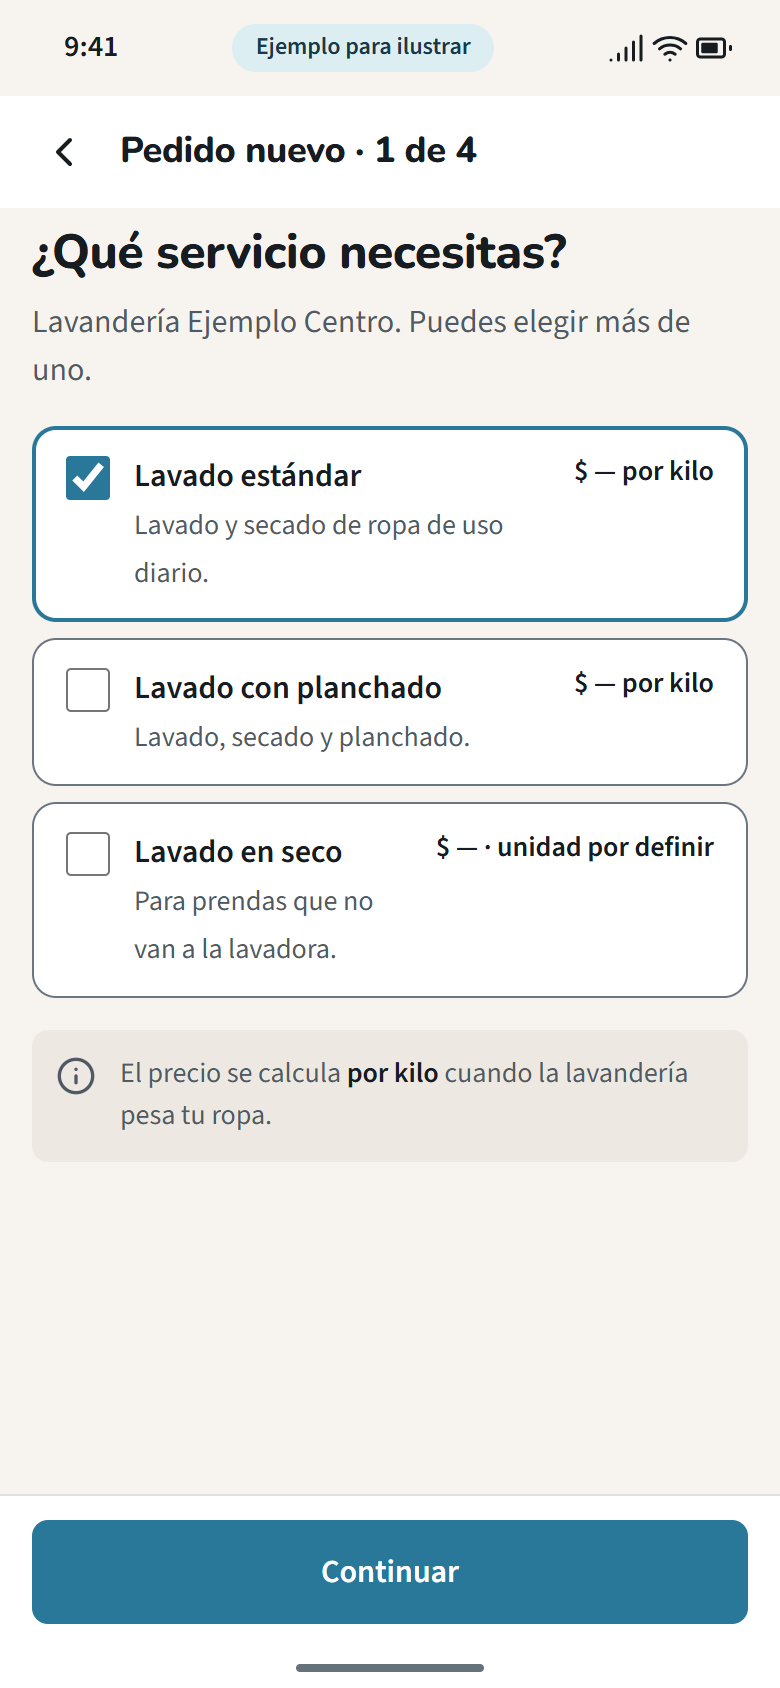 9:41
Ejemplo para ilustrar
Pedido nuevo · 1 de 4
¿Qué servicio necesitas?
Lavandería Ejemplo Centro. Puedes elegir más de
uno.
Lavado estándar
$ — por kilo
Lavado y secado de ropa de uso
diario.
Lavado con planchado
$ — por kilo
Lavado, secado y planchado.
Lavado en seco
$ — · unidad por definir
Para prendas que no
van a la lavadora.
El precio se calcula por kilo cuando la lavandería
pesa tu ropa.
Continuar